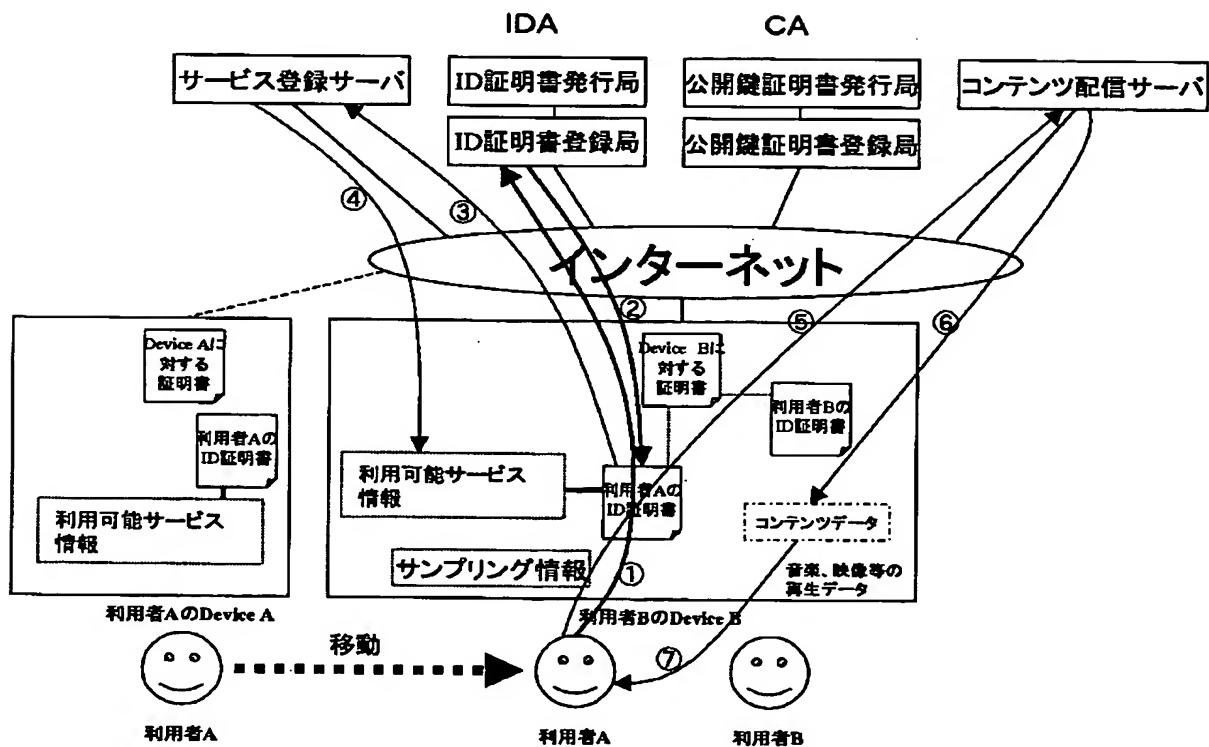 IDA
CA
サービス登録サーバ
ID証明書発行局
公開鍵証明書発行局
コンテンツ配信サーバ
ID証明書登録局
公開鍵証明書登録局
④
③
インターネット
②
⑤
⑥
Device Aに
対する
証明書
利用者Aの
ID証明書
利用可能サービス
情報
Device Bに
対する
証明書
利用者Bの
ID証明書
利用可能サービス
情報
利用者Aの
ID証明書
コンテンツデータ
サンプリング情報
①
音楽、映像等の
再生データ
利用者AのDevice A
利用者BのDevice B
移動
⑦
利用者A
利用者A
利用者B